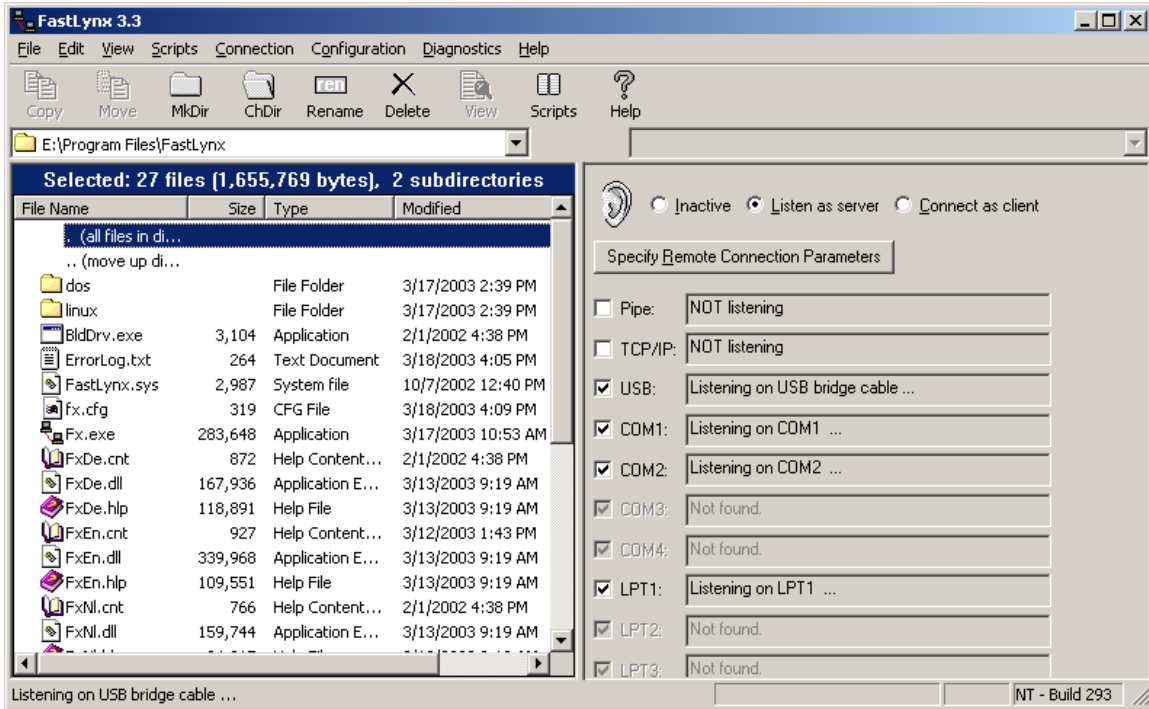 FastLynx 3.3
File Edit View Scripts Connection Configuration Diagnostics Help
Copy Move MkDir ChDir ren Rename Delete View Scripts Help
E:\Program Files\FastLynx
Selected: 27 files (1,655,769 bytes), 2 subdirectories
File Name Size Type Modified
. (all files in di...
.. (move up di...
dos File Folder 3/17/2003 2:39 PM
linux File Folder 3/17/2003 2:39 PM
BldDrv.exe 3,104 Application 2/1/2002 4:38 PM
ErrorLog.txt 264 Text Document 3/18/2003 4:05 PM
FastLynx.sys 2,987 System file 10/7/2002 12:40 PM
fx.cfg 319 CFG File 3/18/2003 4:09 PM
Fx.exe 283,648 Application 3/17/2003 10:53 AM
FxDe.cnt 872 Help Content... 2/1/2002 4:38 PM
FxDe.dll 167,936 Application E... 3/13/2003 9:19 AM
FxDe.hlp 118,891 Help File 3/13/2003 9:19 AM
FxEn.cnt 927 Help Content... 3/12/2003 1:43 PM
FxEn.dll 339,968 Application E... 3/13/2003 9:19 AM
FxEn.hlp 109,551 Help File 3/13/2003 9:19 AM
FxNl.cnt 766 Help Content... 2/1/2002 4:38 PM
FxNl.dll 159,744 Application E... 3/13/2003 9:19 AM
Inactive Listen as server Connect as client
Specify Remote Connection Parameters
Pipe: NOT listening
TCP/IP: NOT listening
USB: Listening on USB bridge cable ...
COM1: Listening on COM1 ...
COM2: Listening on COM2 ...
COM3: Not found.
COM4: Not found.
LPT1: Listening on LPT1 ...
LPT2: Not found.
LPT3: Not found.
Listening on USB bridge cable ... NT - Build 293